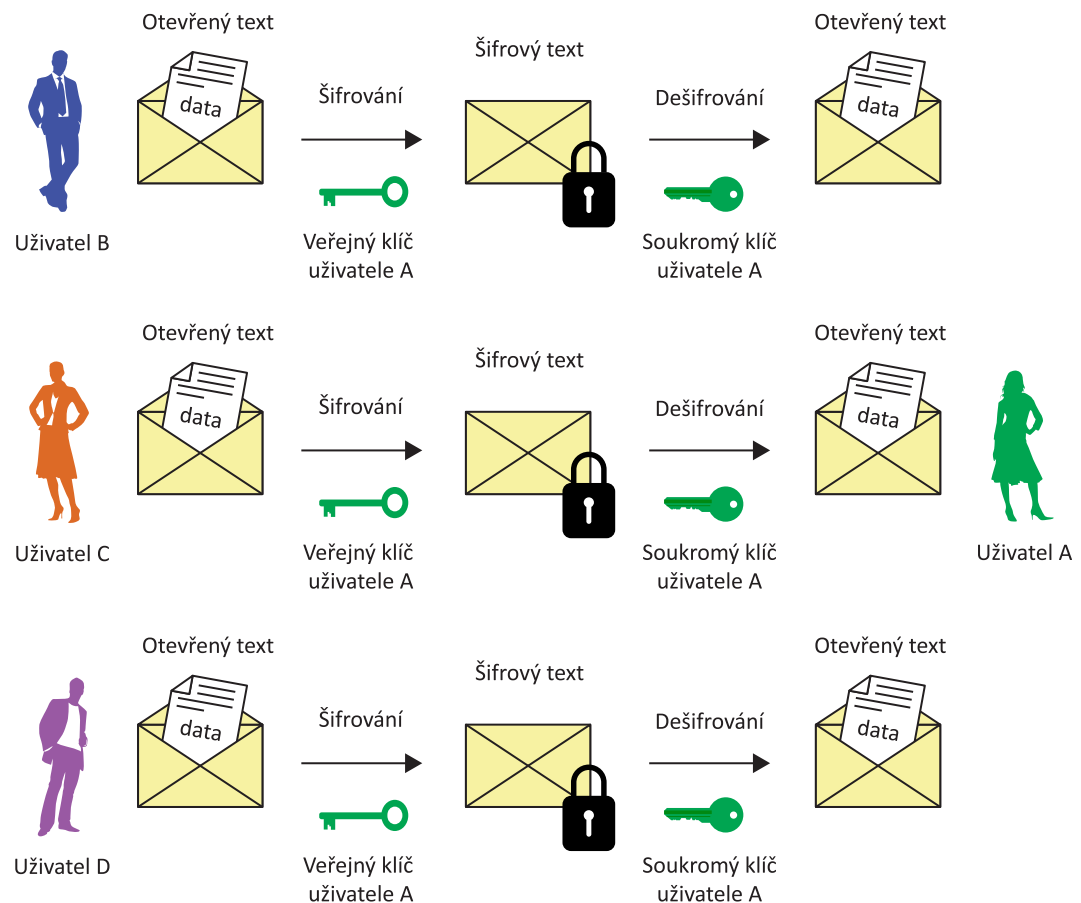 Otevřený text
Šifrový text
Otevřený text
data
Šifrování
Dešifrování
data
Uživatel B
Veřejný klíč
uživatele A
Soukromý klíč
uživatele A
Otevřený text
Šifrový text
Otevřený text
data
Šifrování
Dešifrování
data
Uživatel C
Veřejný klíč
uživatele A
Soukromý klíč
uživatele A
Uživatel A
Otevřený text
Šifrový text
Otevřený text
data
Šifrování
Dešifrování
data
Uživatel D
Veřejný klíč
uživatele A
Soukromý klíč
uživatele A